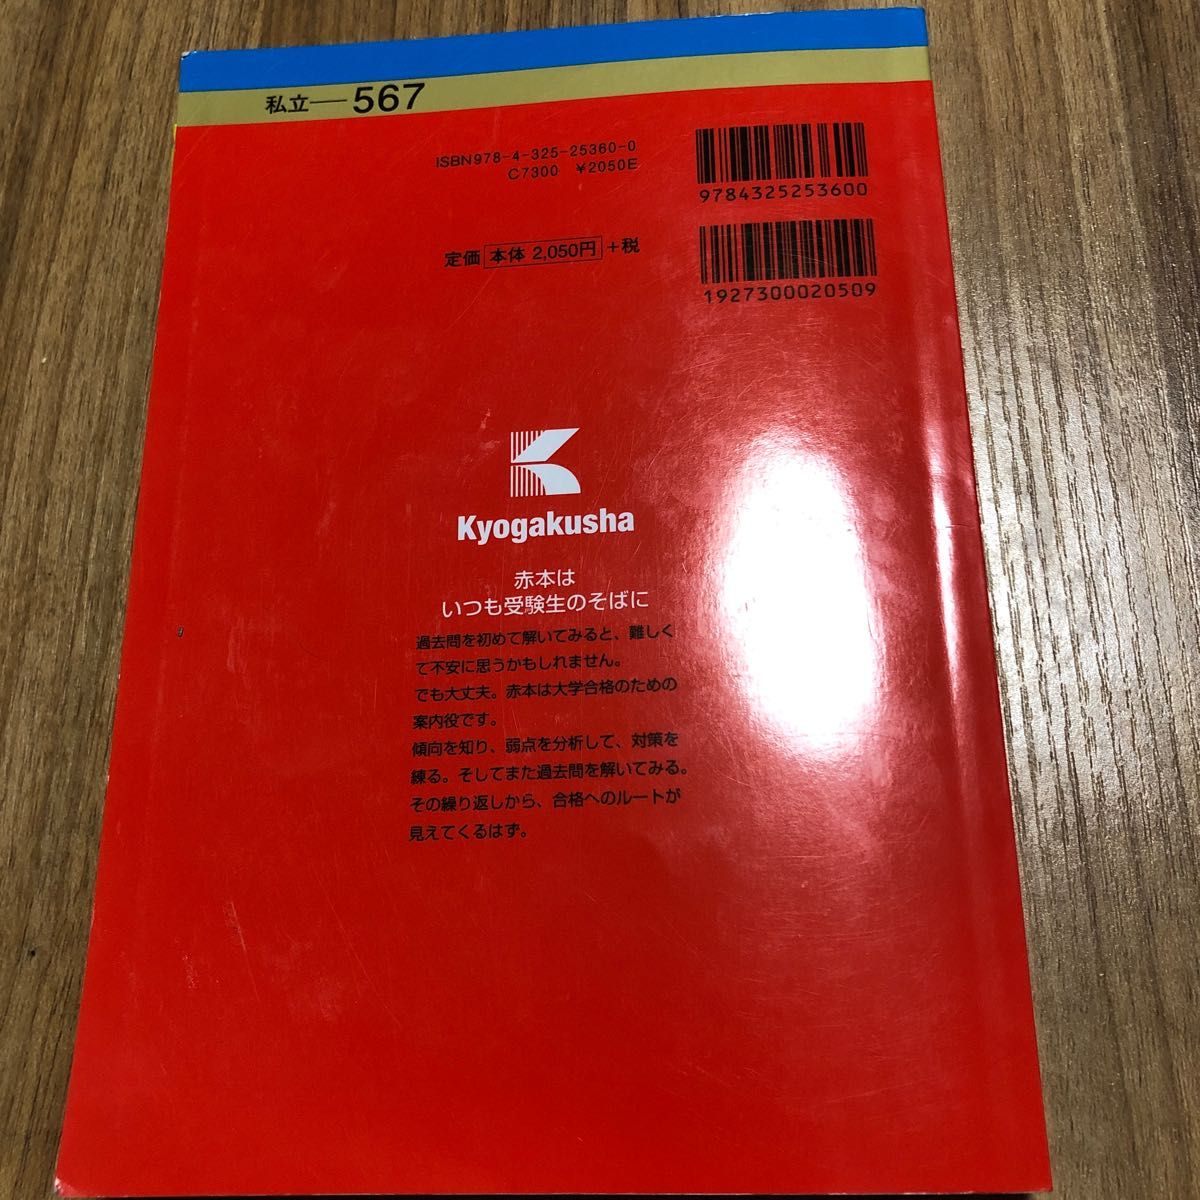 私立—567
ISBN978-4-325-25360-0
C7300 ¥2050E
9784325253600
定価 本体 2,050円 +税
1927300020509
Kyogakusha
赤本は
いつも受験生のそばに
過去問を初めて解いてみると、難しく
て不安に思うかもしれません。
でも大丈夫。赤本は大学合格のための
案内役です。
傾向を知り、弱点を分析して、対策を
練る。そしてまた過去問を解いてみる。
その繰り返しから、合格へのルートが
見えてくるはず。